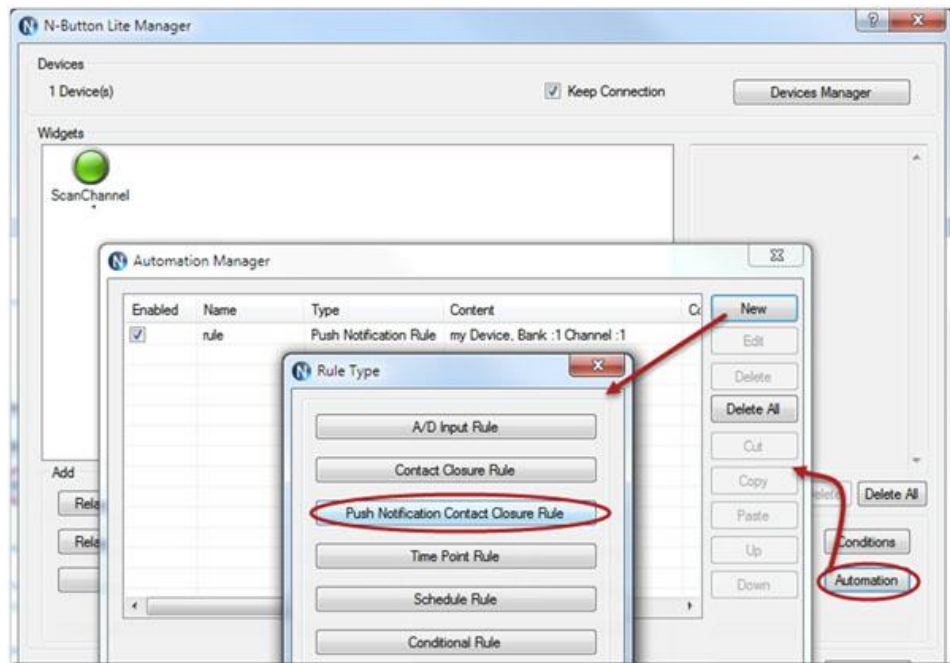 N-Button Lite Manager
Devices
1 Device(s)
Keep Connection
Devices Manager
Widgets
ScanChannel
Automation Manager
Enabled Name Type Content
New
rule Push Notification Rule my Device, Bank :1 Channel :1
Edit
Rule Type
Delete
A/D Input Rule
Delete All
Contact Closure Rule
Cut
Add
Copy
Delete All
Push Notification Contact Closure Rule
Paste
Time Point Rule
Up
Conditions
Schedule Rule
Down
Automation
Conditional Rule